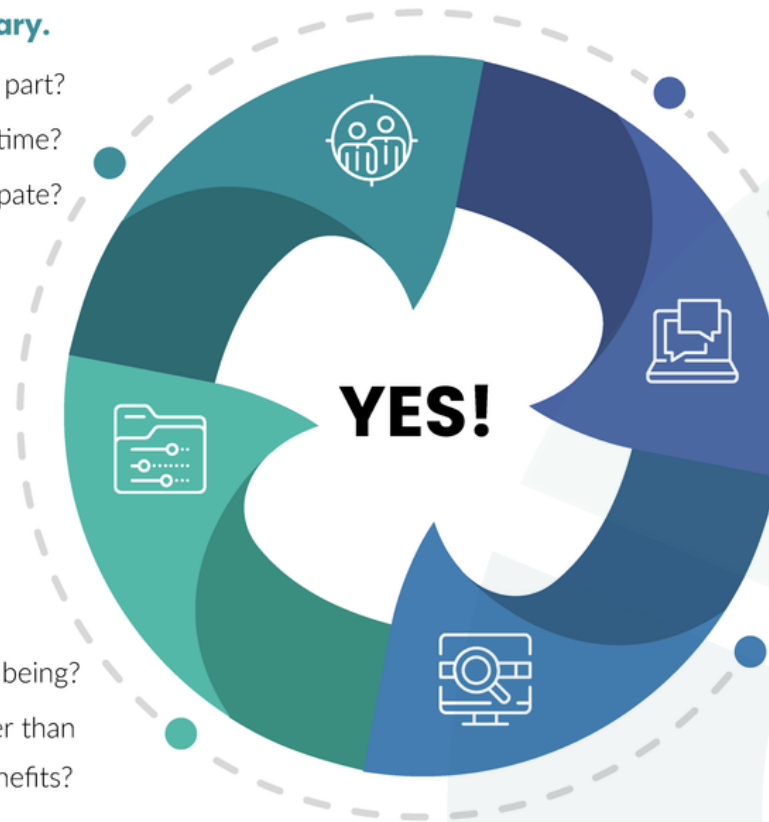 ary.
part?
time?
pate?
YES!
being?
er than
nefits?